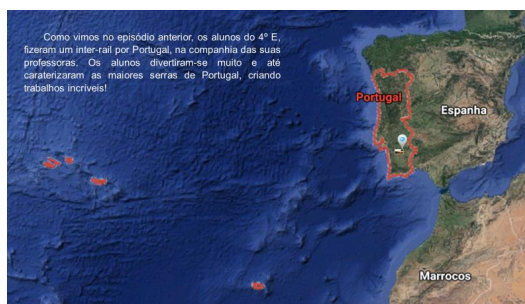 Como vimos no episódio anterior, os alunos do 4º E,
fizeram um inter-rail por Portugal, na companhia das suas
professoras. Os alunos divertiram-se muito e até
caraterizaram as maiores serras de Portugal, criando
trabalhos incríveis!
Portugal
Espanha
Marrocos